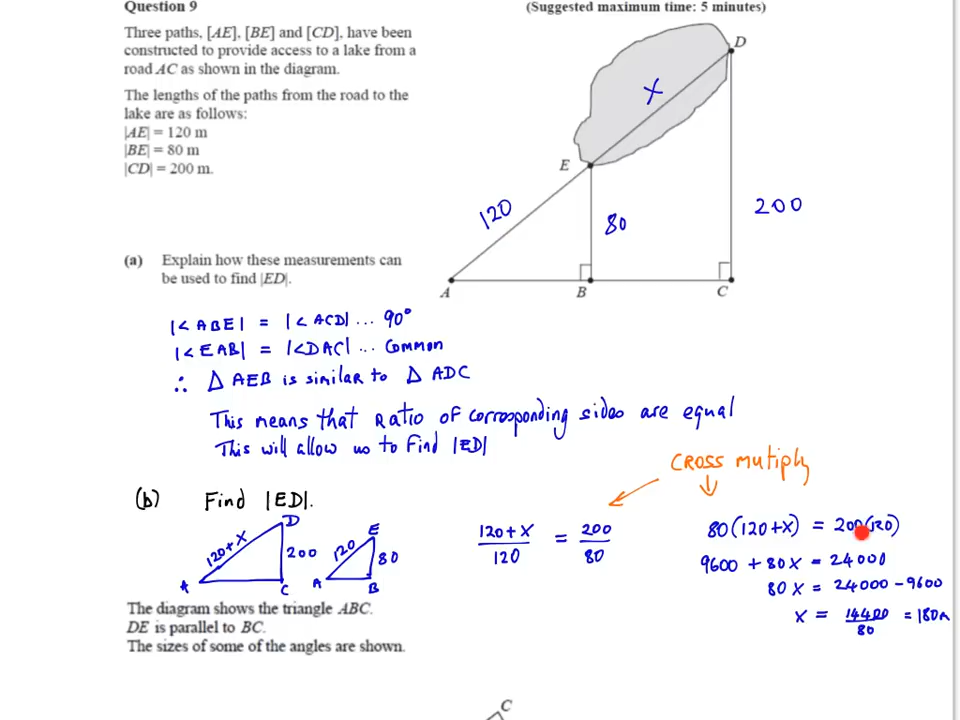 Question 9
(Suggested maximum time: 5 minutes)
Three paths, [AE], [BE] and [CD], have been
constructed to provide access to a lake from a
road AC as shown in the diagram.
The lengths of the paths from the road to the
lake are as follows:
|AE| = 120 m
|BE| = 80 m
|CD| = 200 m.
D
X
E
120
80
200
A
B
C
(a) Explain how these measurements can
be used to find |ED|.
|< ABE| = |< ACD| ... 90°
|< EAB| = |<DAC| ... Common
∴ Δ AEB is similar to Δ ADC
This means that Ratio of corresponding sides are equal
This will allow us to Find |ED|
CROSS mutiply
(b) Find |ED|.
D
120+X
200
A
C
E
120
80
A
B
120+X / 120 = 200 / 80
80(120+X) = 200(120)
9600 + 80X = 24000
80X = 24000 - 9600
X = 14400 / 80 = 180m
The diagram shows the triangle ABC.
DE is parallel to BC.
The sizes of some of the angles are shown.
C